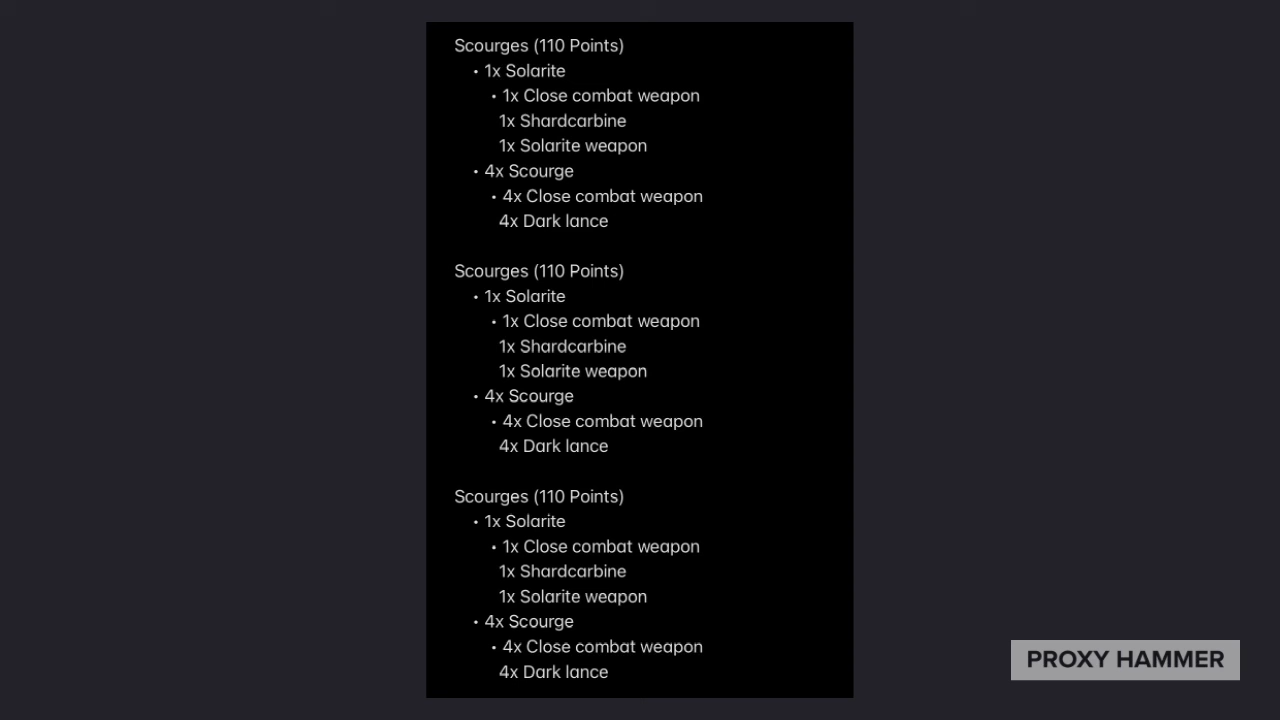 Scourges (110 Points)
• 1x Solarite
• 1x Close combat weapon
1x Shardcarbine
1x Solarite weapon
• 4x Scourge
• 4x Close combat weapon
4x Dark lance
Scourges (110 Points)
• 1x Solarite
• 1x Close combat weapon
1x Shardcarbine
1x Solarite weapon
• 4x Scourge
• 4x Close combat weapon
4x Dark lance
Scourges (110 Points)
• 1x Solarite
• 1x Close combat weapon
1x Shardcarbine
1x Solarite weapon
• 4x Scourge
• 4x Close combat weapon
4x Dark lance
PROXY HAMMER